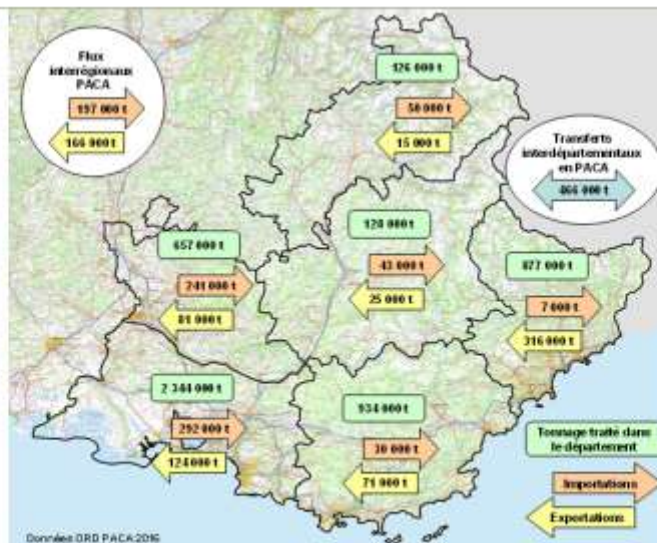 Flux
interrégionaux
PACA
197 000 t
166 000 t
126 000 t
50 000 t
15 000 t
Transferts
interdépartementaux
en PACA
466 000 t
657 000 t
241 000 t
81 000 t
128 000 t
43 000 t
25 000 t
877 000 t
7 000 t
316 000 t
2 344 000 t
292 000 t
124 000 t
934 000 t
30 000 t
71 000 t
Tonnage traité dans
le département
Importations
Exportations
Données ORD PACA 2016